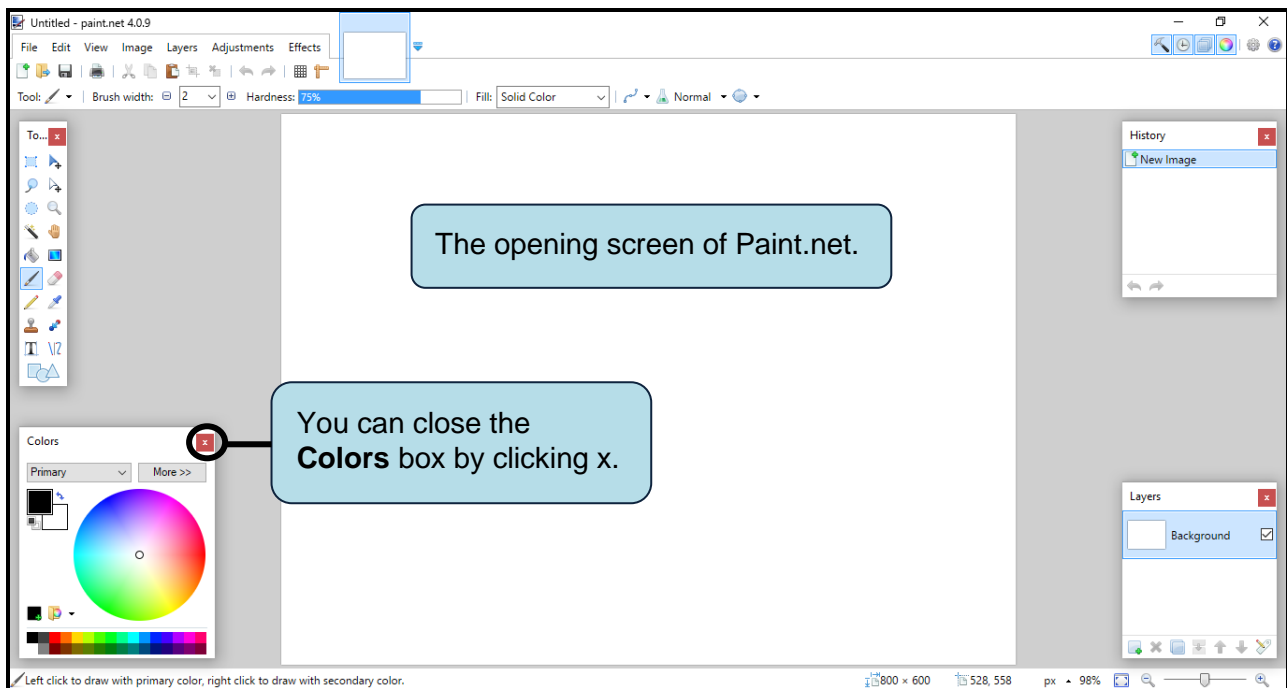 Untitled - paint.net 4.0.9
File Edit View Image Layers Adjustments Effects
Tool: Brush width: 2 Hardness: 75% Fill: Solid Color Normal
To... x
History x
New Image
The opening screen of Paint.net.
You can close the
Colors box by clicking x.
Colors x
Primary More >>
Layers x
Background
Left click to draw with primary color, right click to draw with secondary color. 800 × 600 528, 558 px 98%